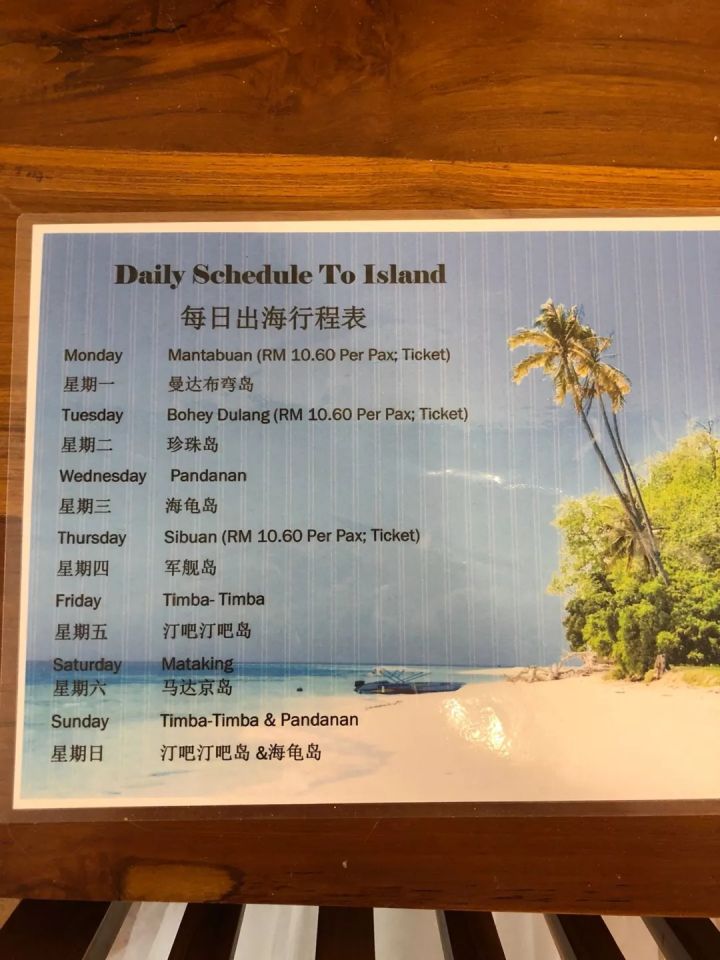 Daily Schedule To Island
每日出海行程表
Monday Mantabuan (RM 10.60 Per Pax; Ticket)
星期一 曼达布弯岛
Tuesday Bohey Dulang (RM 10.60 Per Pax; Ticket)
星期二 珍珠岛
Wednesday Pandanan
星期三 海龟岛
Thursday Sibuan (RM 10.60 Per Pax; Ticket)
星期四 军舰岛
Friday Timba- Timba
星期五 汀吧汀吧岛
Saturday Mataking
星期六 马达京岛
Sunday Timba-Timba & Pandanan
星期日 汀吧汀吧岛 &海龟岛